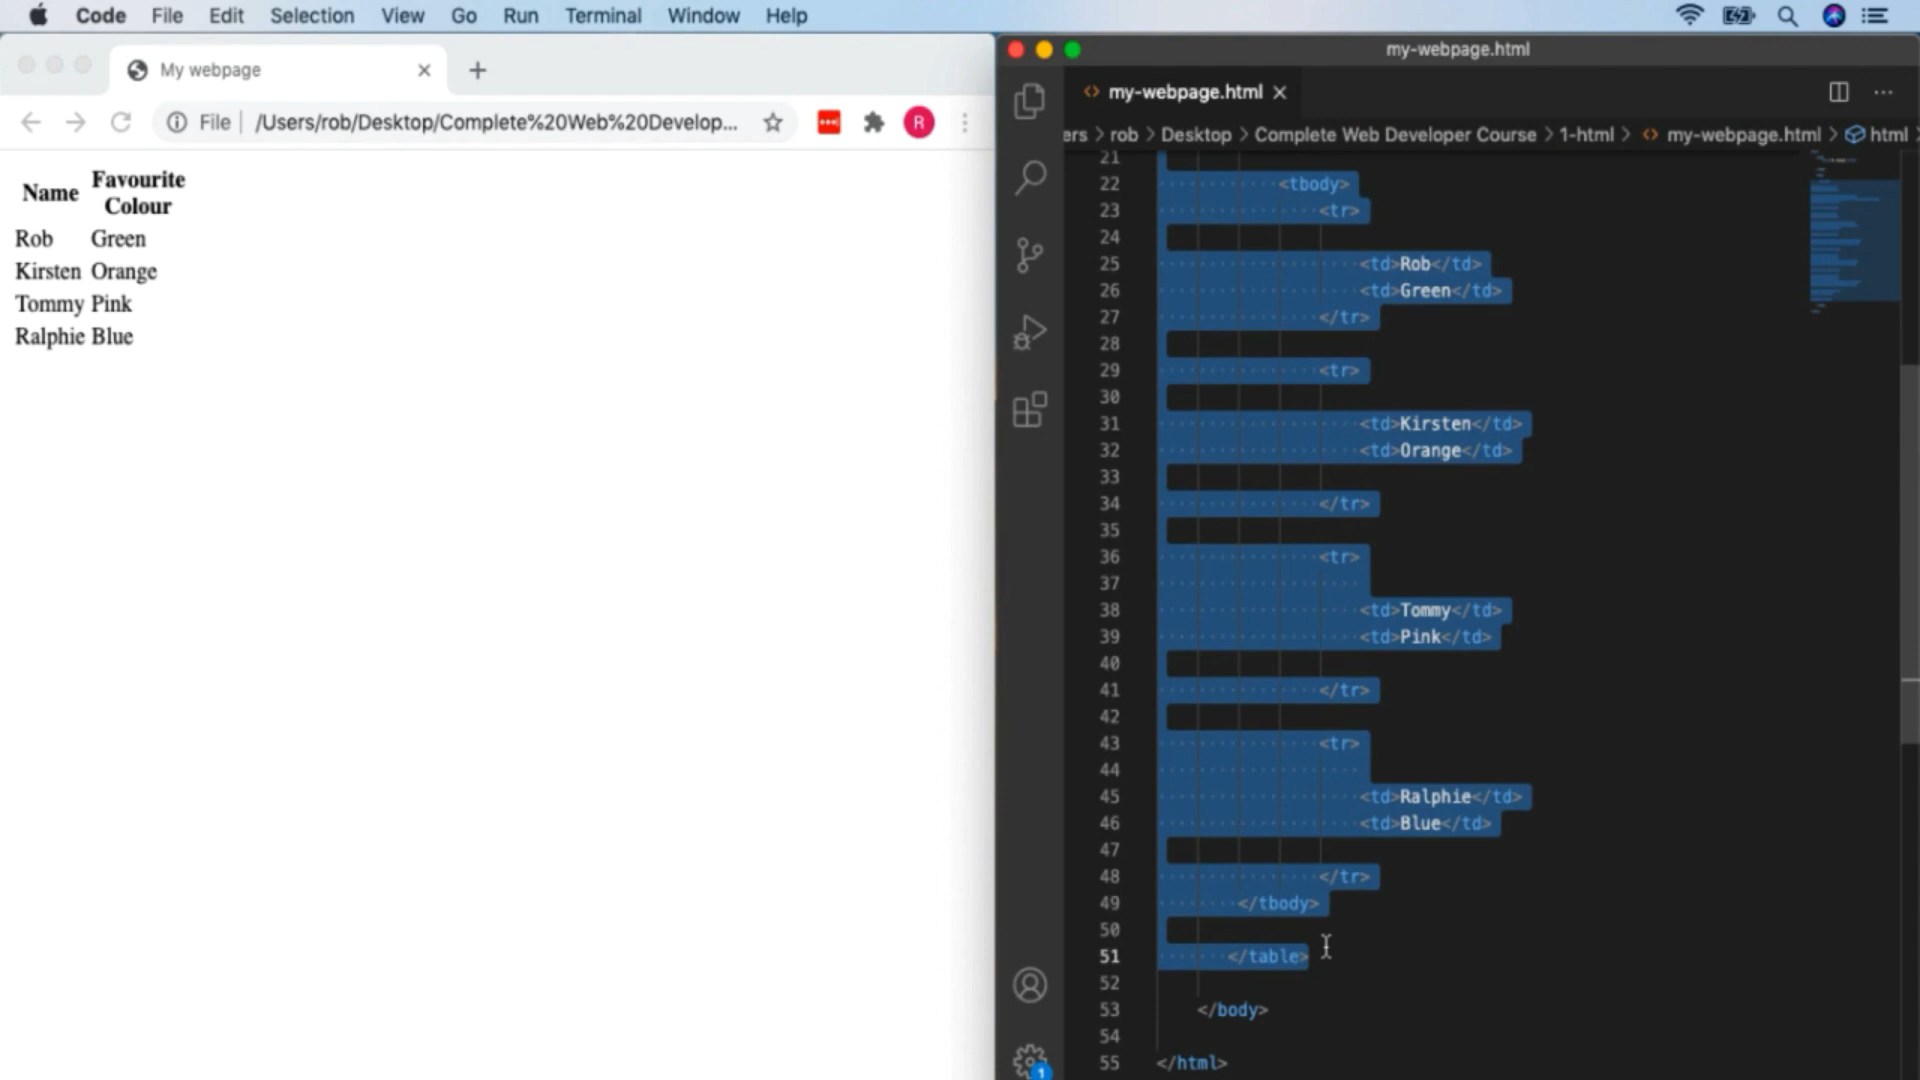 Code File Edit Selection View Go Run Terminal Window Help
My webpage
File /Users/rob/Desktop/Complete%20Web%20Develop...
R
Name Favourite Colour
Rob Green
Kirsten Orange
Tommy Pink
Ralphie Blue
my-webpage.html
my-webpage.html
ers > rob > Desktop > Complete Web Developer Course > 1-html > my-webpage.html > html
21
22 <tbody>
23 <tr>
24
25 <td>Rob</td>
26 <td>Green</td>
27 </tr>
28
29 <tr>
30
31 <td>Kirsten</td>
32 <td>Orange</td>
33
34 </tr>
35
36 <tr>
37
38 <td>Tommy</td>
39 <td>Pink</td>
40
41 </tr>
42
43 <tr>
44
45 <td>Ralphie</td>
46 <td>Blue</td>
47
48 </tr>
49 </tbody>
50
51 </table>
52
53 </body>
54
55 </html>
1